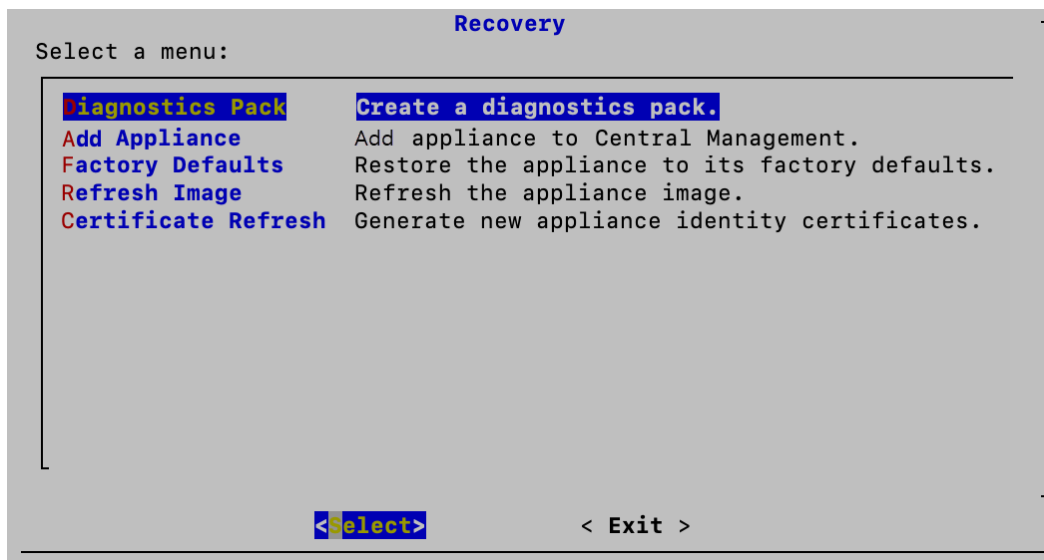 Recovery
Select a menu:
Diagnostics Pack Create a diagnostics pack.
Add Appliance Add appliance to Central Management.
Factory Defaults Restore the appliance to its factory defaults.
Refresh Image Refresh the appliance image.
Certificate Refresh Generate new appliance identity certificates.
<Select> < Exit >